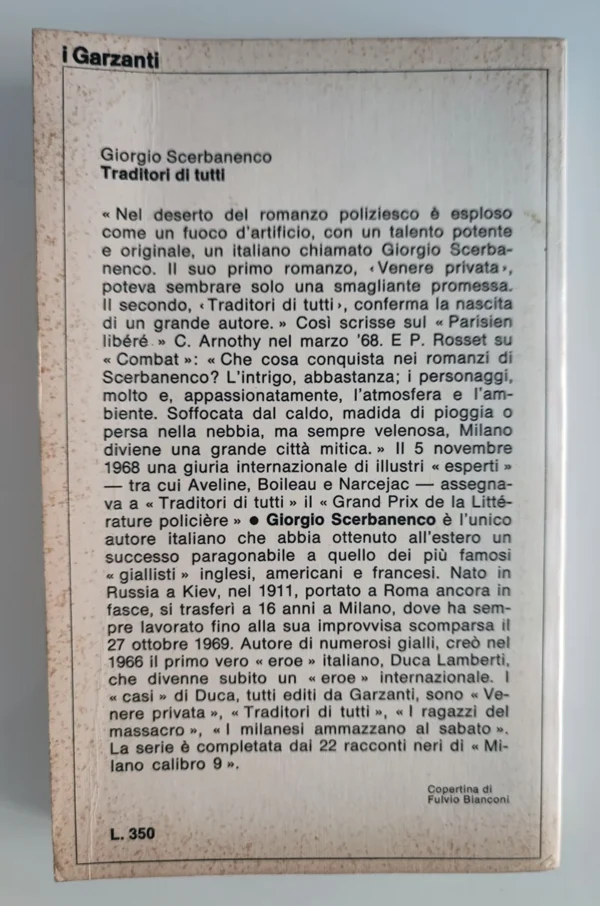 i Garzanti
Giorgio Scerbanenco
Traditori di tutti
« Nel deserto del romanzo poliziesco è esploso
come un fuoco d'artificio, con un talento potente
e originale, un italiano chiamato Giorgio Scerba-
nenco. Il suo primo romanzo, ‹Venere privata›,
poteva sembrare solo una smagliante promessa.
Il secondo, ‹Traditori di tutti›, conferma la nascita
di un grande autore. » Così scrisse sul « Parisien
libéré » C. Arnothy nel marzo '68. E P. Rosset su
« Combat »: « Che cosa conquista nei romanzi di
Scerbanenco? L'intrigo, abbastanza; i personaggi,
molto e, appassionatamente, l'atmosfera e l'am-
biente. Soffocata dal caldo, madida di pioggia o
persa nella nebbia, ma sempre velenosa, Milano
diviene una grande città mitica. » Il 5 novembre
1968 una giuria internazionale di illustri « esperti »
— tra cui Aveline, Boileau e Narcejac — assegna-
va a « Traditori di tutti » il « Grand Prix de la Litté-
rature policière » ● Giorgio Scerbanenco è l'unico
autore italiano che abbia ottenuto all'estero un
successo paragonabile a quello dei più famosi
« giallisti » inglesi, americani e francesi. Nato in
Russia a Kiev, nel 1911, portato a Roma ancora in
fasce, si trasferì a 16 anni a Milano, dove ha sem-
pre lavorato fino alla sua improvvisa scomparsa il
27 ottobre 1969. Autore di numerosi gialli, creò nel
1966 il primo vero « eroe » italiano, Duca Lamberti,
che divenne subito un « eroe » internazionale. I
« casi » di Duca, tutti editi da Garzanti, sono « Ve-
nere privata », « Traditori di tutti », « I ragazzi del
massacro », « I milanesi ammazzano al sabato ».
La serie è completata dai 22 racconti neri di « Mi-
lano calibro 9 ».
Copertina di
Fulvio Bianconi
L. 350